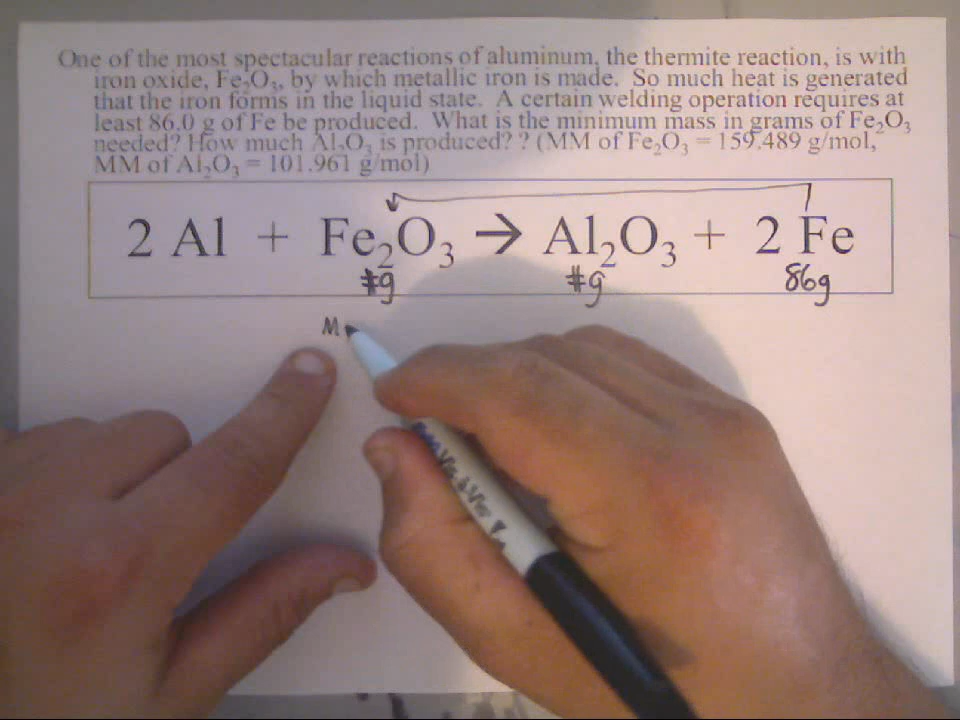 One of the most spectacular reactions of aluminum, the thermite reaction, is with
iron oxide, Fe₂O₃, by which metallic iron is made. So much heat is generated
that the iron forms in the liquid state. A certain welding operation requires at
least 86.0 g of Fe be produced. What is the minimum mass in grams of Fe₂O₃
needed? How much Al₂O₃ is produced? ? (MM of Fe₂O₃ = 159.489 g/mol,
MM of Al₂O₃ = 101.961 g/mol)
2 Al + Fe₂O₃ → Al₂O₃ + 2 Fe
#g #g 86g
M